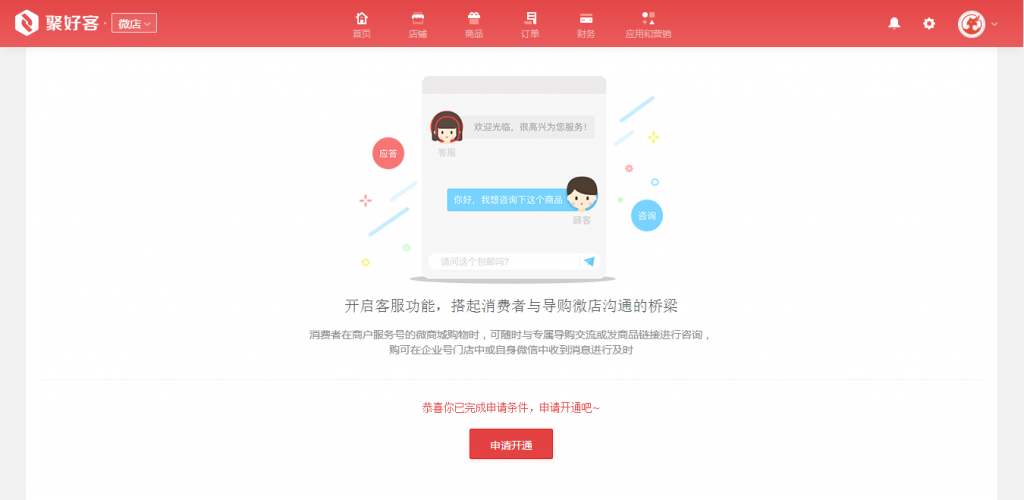 聚好客 · 微店
首页 店铺 商品 订单 财务 应用和营销
欢迎光临，很高兴为您服务！
客服
应答
你好，我想咨询下这个商品
顾客
咨询
请问这个包邮吗？
开启客服功能，搭起消费者与导购微店沟通的桥梁
消费者在商户服务号的微商城购物时，可随时与专属导购交流或发商品链接进行咨询，
购可在企业号门店中或自身微信中收到消息进行及时
恭喜你已完成申请条件，申请开通吧~
申请开通